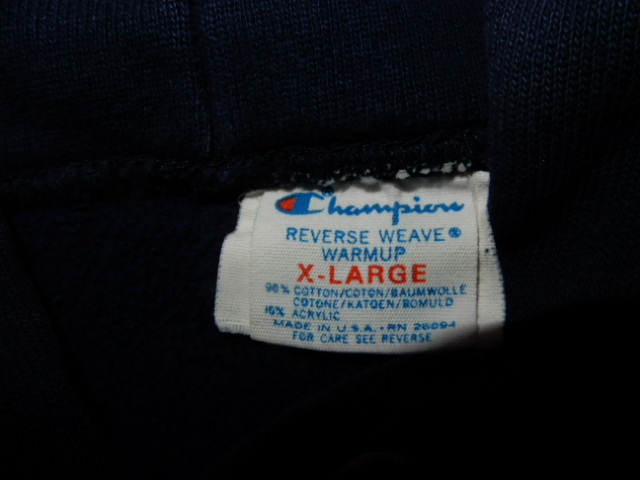 Champion
REVERSE WEAVE®
WARMUP
X-LARGE
90% COTTON/COTON/BAUMWOLLE
COTONE/KATOEN/BOMULD
10% ACRYLIC
MADE IN U.S.A. - RN 26094
FOR CARE SEE REVERSE